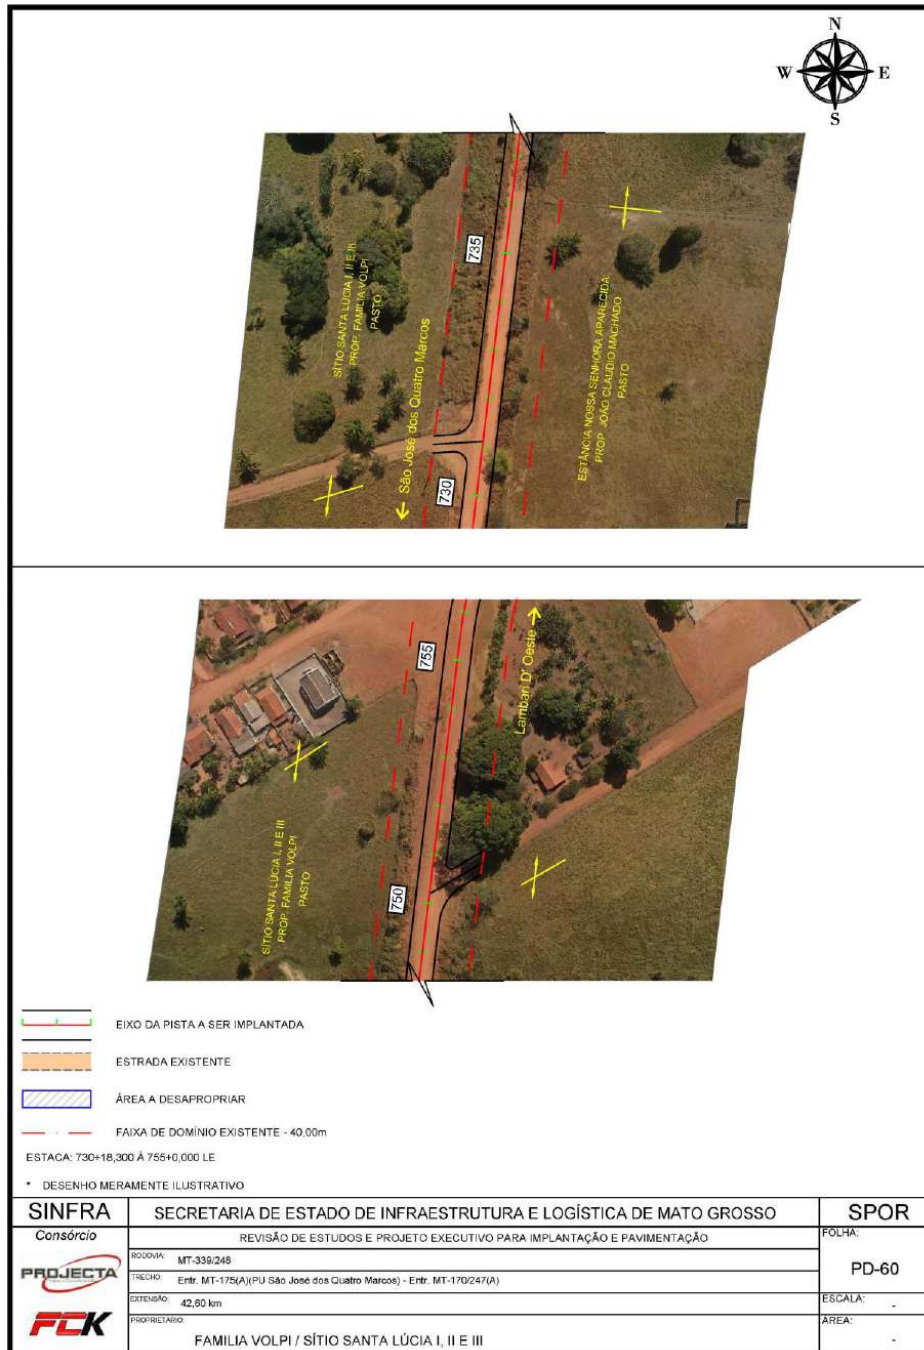 N
W E
S
735
SÍTIO SANTA LÚCIA I, II E III
PROP. FAMILIA VOLPI
PASTO
← São José dos Quatro Marcos
ESTÂNCIA NOSSA SENHORA APARECIDA
PROP. JOÃO CLAUDIO MACHADO
PASTO
730
755
Lambari D' Oeste →
SÍTIO SANTA LÚCIA I, II E III
PROP. FAMILIA VOLPI
PASTO
750
EIXO DA PISTA A SER IMPLANTADA
ESTRADA EXISTENTE
ÁREA A DESAPROPRIAR
FAIXA DE DOMÍNIO EXISTENTE - 40,00m
ESTACA: 730+18,300 À 755+0,000 LE
* DESENHO MERAMENTE ILUSTRATIVO
SINFRA
SECRETARIA DE ESTADO DE INFRAESTRUTURA E LOGÍSTICA DE MATO GROSSO
SPOR
Consórcio
PROJECTA
FCK
REVISÃO DE ESTUDOS E PROJETO EXECUTIVO PARA IMPLANTAÇÃO E PAVIMENTAÇÃO
RODOVIA: MT-339/248
TRECHO: Entr. MT-175(A)(PU São José dos Quatro Marcos) - Entr. MT-170/247(A)
EXTENSÃO: 42,60 km
PROPRIETÁRIO:
FAMILIA VOLPI / SÍTIO SANTA LÚCIA I, II E III
FOLHA:
PD-60
ESCALA: -
ÁREA:
-